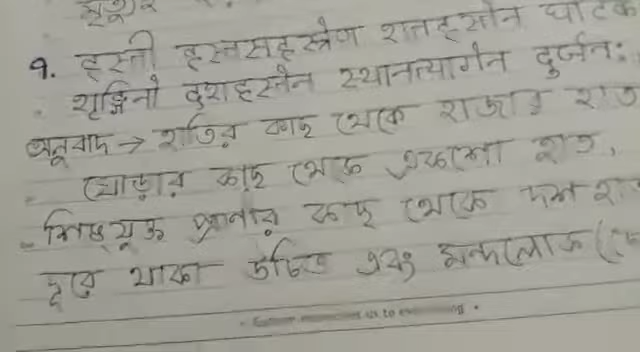 ৭. হস্তী হস্তসহস্ত্রেণ শতহস্তেন ঘোটক
শৃঙ্গিনো দশহস্তেন স্থানত্যাগেন দুর্জন:
অনুবাদ → হাতির কাছ থেকে হাজার হাত
ঘোড়ার কাছ থেকে একশো হাত,
শিংযুক্ত প্রানীর কাছ থেকে দশ হাত
দূরে থাকা উচিত এবং মন্দলোক